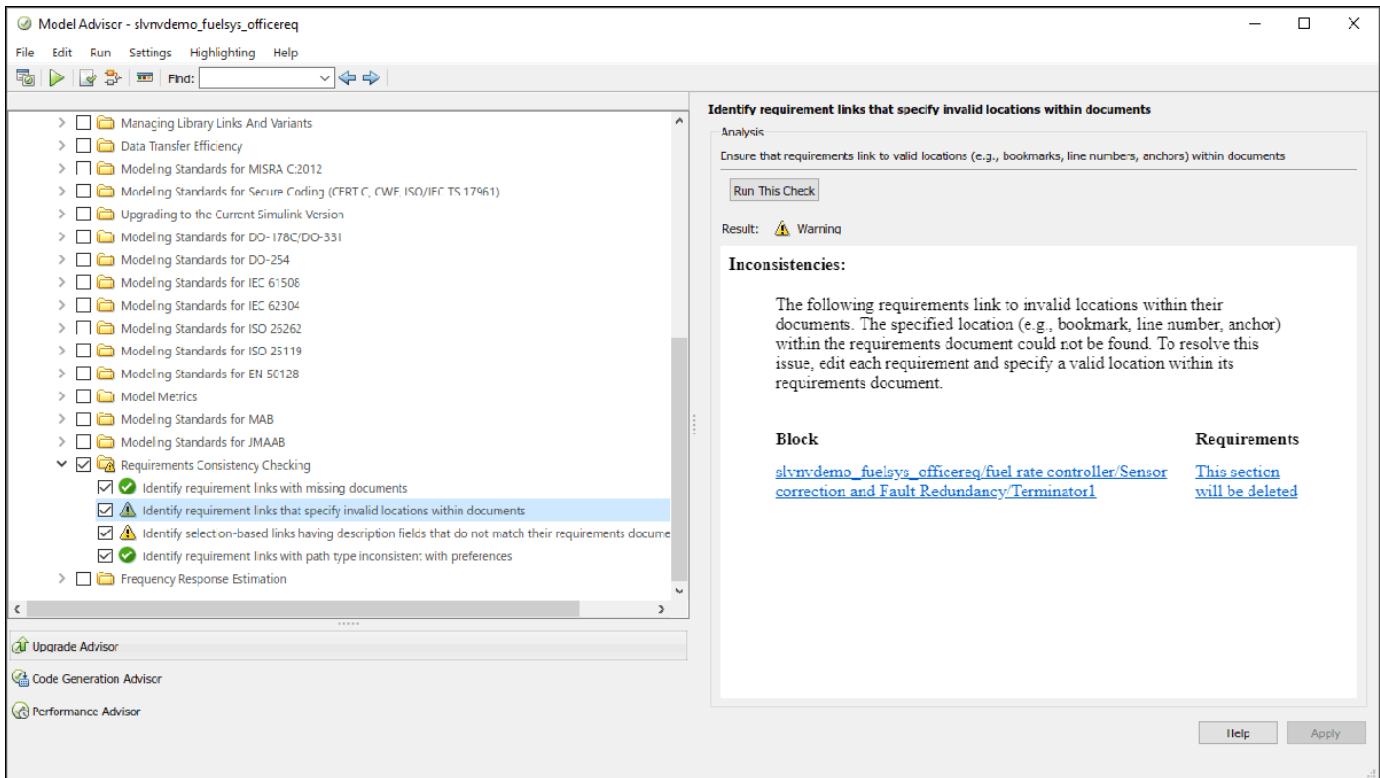 Model Advisor - slvnvdemo_fuelsys_officereq
File Edit Run Settings Highlighting Help
Find:
Managing Library Links And Variants
Data Transfer Efficiency
Modeling Standards for MISRA C:2012
Modeling Standards for Secure Coding (CERT C, CWE, ISO/IEC TS 17961)
Upgrading to the Current Simulink Version
Modeling Standards for DO-178C/DO-331
Modeling Standards for DO-254
Modeling Standards for IEC 61508
Modeling Standards for IEC 62304
Modeling Standards for ISO 26262
Modeling Standards for ISO 25119
Modeling Standards for EN 50128
Model Metrics
Modeling Standards for MAB
Modeling Standards for JMAAB
Requirements Consistency Checking
Identify requirement links with missing documents
Identify requirement links that specify invalid locations within documents
Identify selection-based links having description fields that do not match their requirements docume
Identify requirement links with path type inconsistent with preferences
Frequency Response Estimation
Upgrade Advisor
Code Generation Advisor
Performance Advisor
Identify requirement links that specify invalid locations within documents
Analysis
Ensure that requirements link to valid locations (e.g., bookmarks, line numbers, anchors) within documents
Run This Check
Result: Warning
Inconsistencies:
The following requirements link to invalid locations within their
documents. The specified location (e.g., bookmark, line number, anchor)
within the requirements document could not be found. To resolve this
issue, edit each requirement and specify a valid location within its
requirements document.
Block Requirements
slvnvdemo_fuelsys_officereq/fuel rate controller/Sensor This section
correction and Fault Redundancy/Terminator1 will be deleted
Help Apply